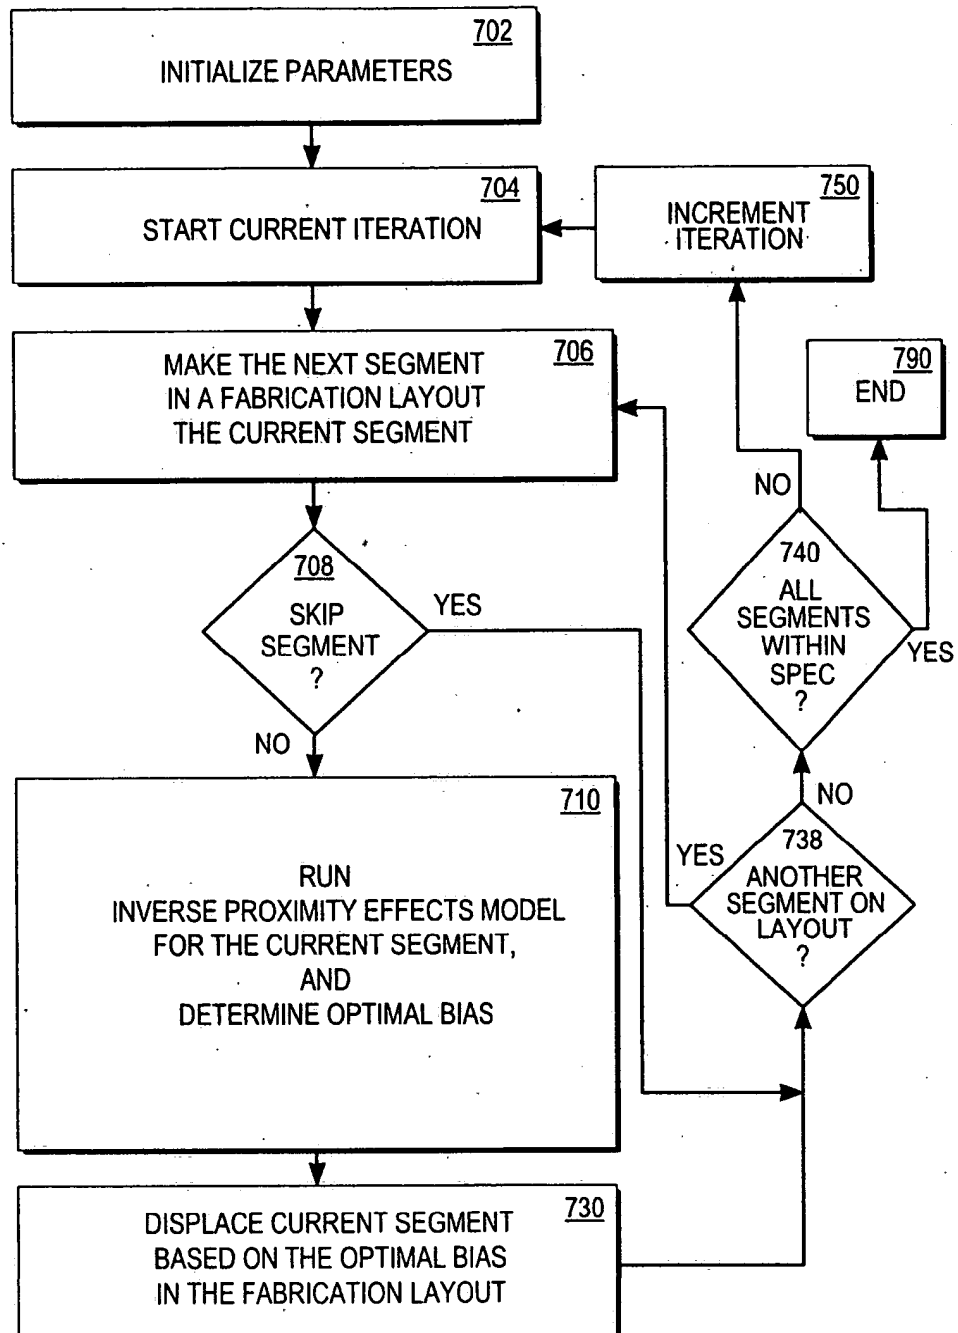 702
INITIALIZE PARAMETERS
704
START CURRENT ITERATION
750
INCREMENT
ITERATION
706
MAKE THE NEXT SEGMENT
IN A FABRICATION LAYOUT
THE CURRENT SEGMENT
790
END
708
SKIP
SEGMENT
?
YES
NO
NO
740
ALL
SEGMENTS
WITHIN
SPEC
?
YES
710
RUN
INVERSE PROXIMITY EFFECTS MODEL
FOR THE CURRENT SEGMENT,
AND
DETERMINE OPTIMAL BIAS
NO
YES
738
ANOTHER
SEGMENT ON
LAYOUT
?
730
DISPLACE CURRENT SEGMENT
BASED ON THE OPTIMAL BIAS
IN THE FABRICATION LAYOUT